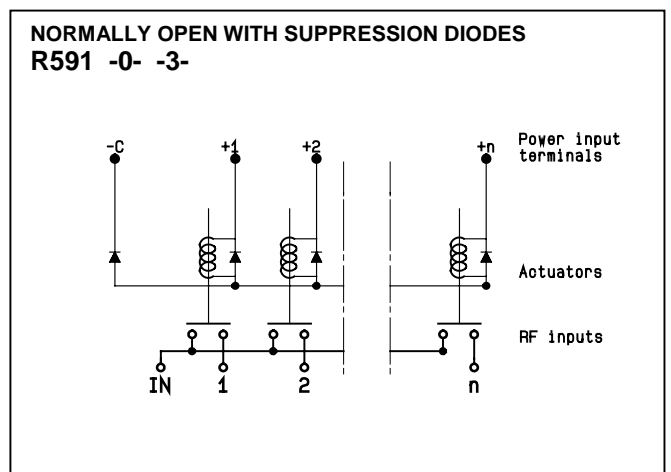 NORMALLY OPEN WITH SUPPRESSION DIODES
R591 -0- -3-
-C +1 +2 +n Power input
terminals
Actuators
RF inputs
IN 1 2 n